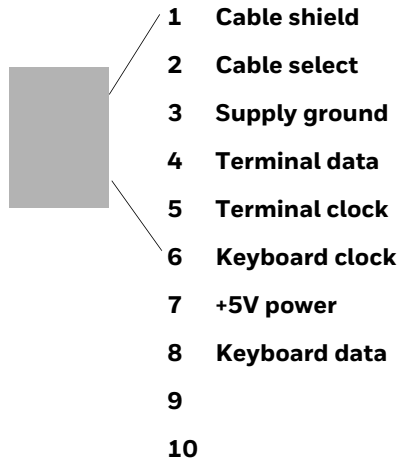 1 Cable shield
2 Cable select
3 Supply ground
4 Terminal data
5 Terminal clock
6 Keyboard clock
7 +5V power
8 Keyboard data
9
10